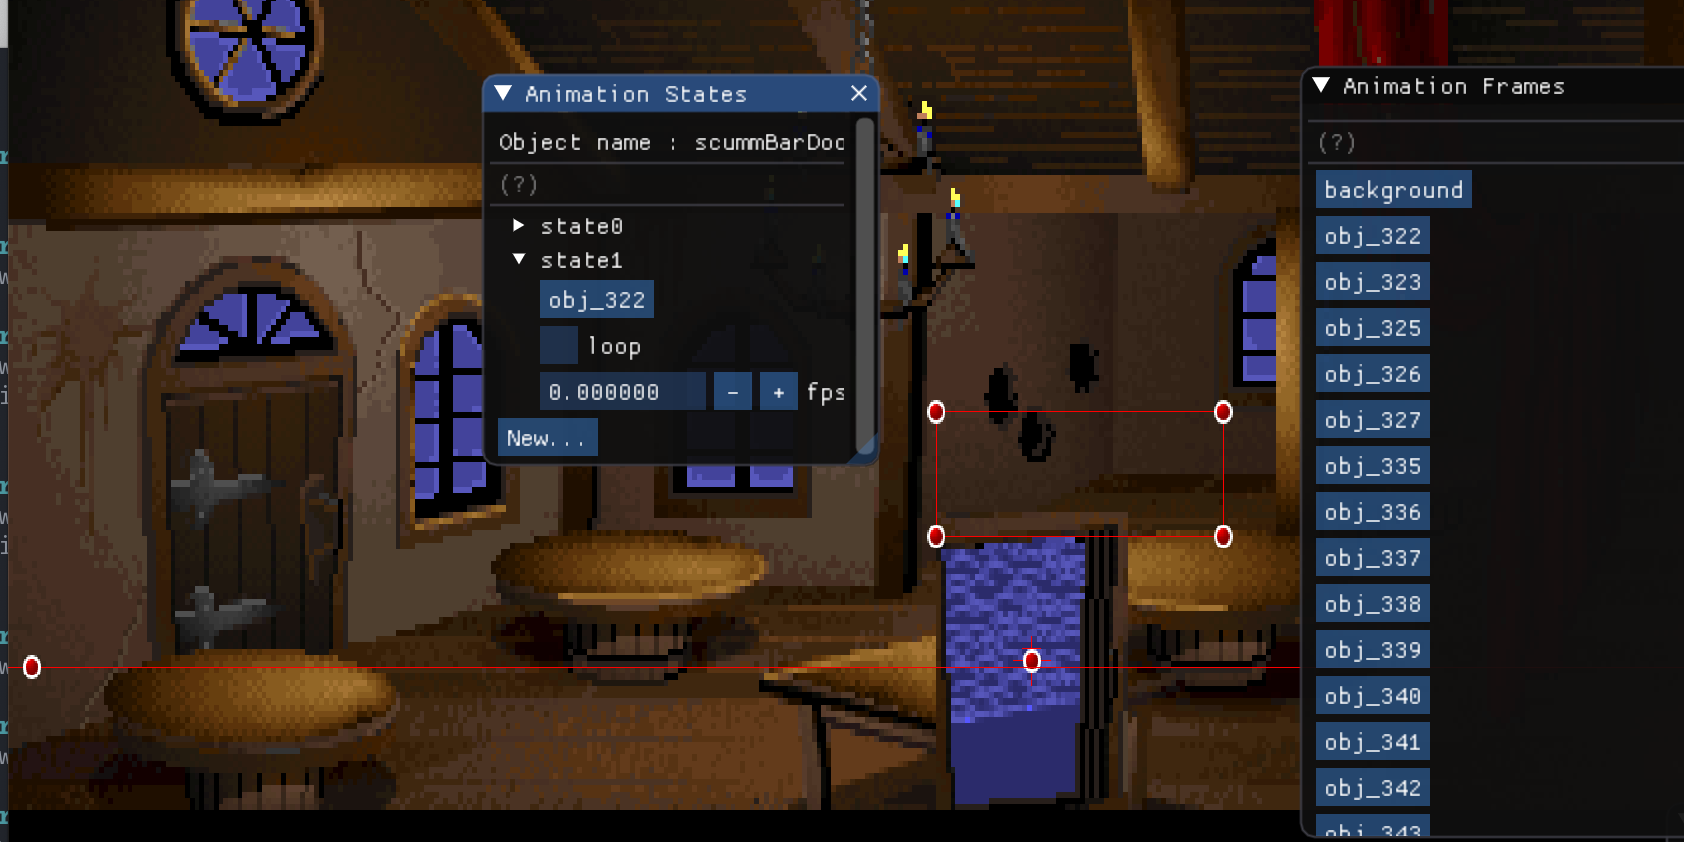 Animation States
Object name : scummBarDoo
(?)
state0
state1
obj_322
loop
0.000000 - + fps
New...
Animation Frames
(?)
background
obj_322
obj_323
obj_325
obj_326
obj_327
obj_335
obj_336
obj_337
obj_338
obj_339
obj_340
obj_341
obj_342
obj_343